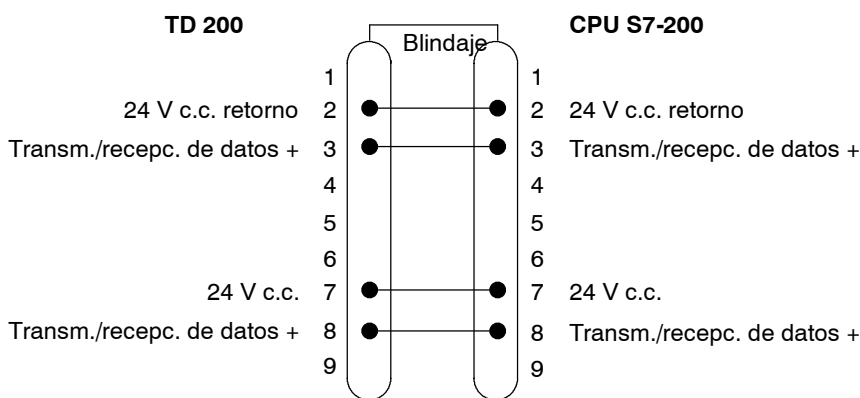 TD 200 CPU S7-200
Blindaje
1 1
24 V c.c. retorno 2 2 24 V c.c. retorno
Transm./recepc. de datos + 3 3 Transm./recepc. de datos +
4 4
5 5
6 6
24 V c.c. 7 7 24 V c.c.
Transm./recepc. de datos + 8 8 Transm./recepc. de datos +
9 9